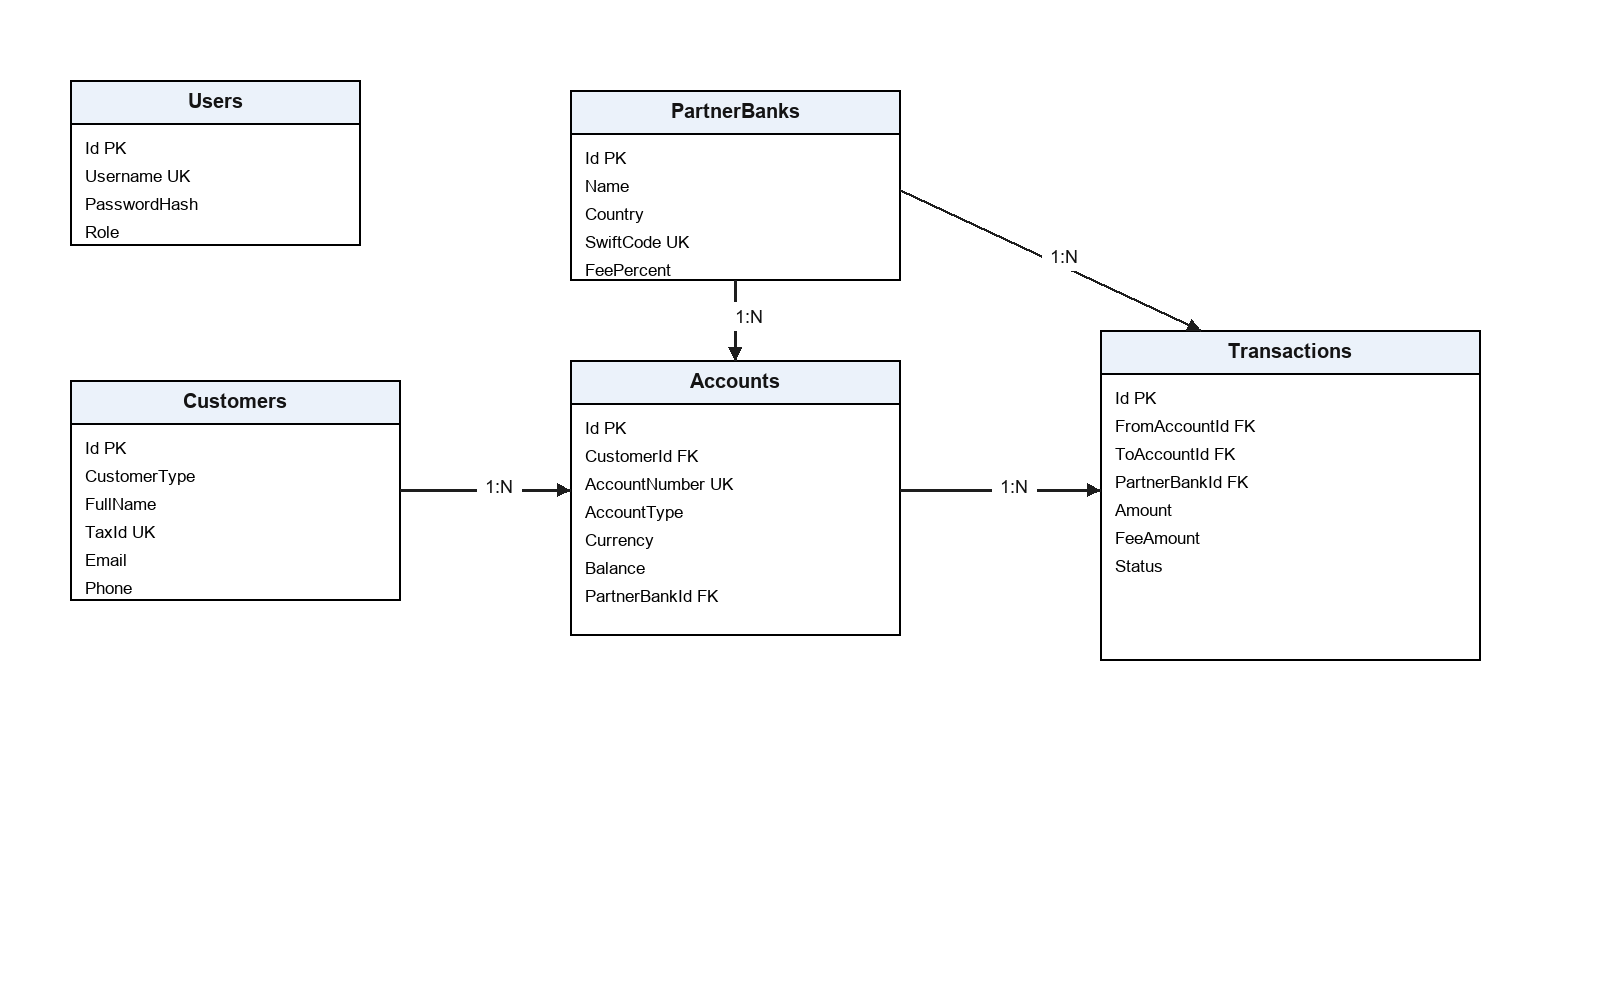 Users
Id PK
Username UK
PasswordHash
Role
PartnerBanks
Id PK
Name
Country
SwiftCode UK
FeePercent
1:N
1:N
Customers
Id PK
CustomerType
FullName
TaxId UK
Email
Phone
1:N
Accounts
Id PK
CustomerId FK
AccountNumber UK
AccountType
Currency
Balance
PartnerBankId FK
1:N
Transactions
Id PK
FromAccountId FK
ToAccountId FK
PartnerBankId FK
Amount
FeeAmount
Status